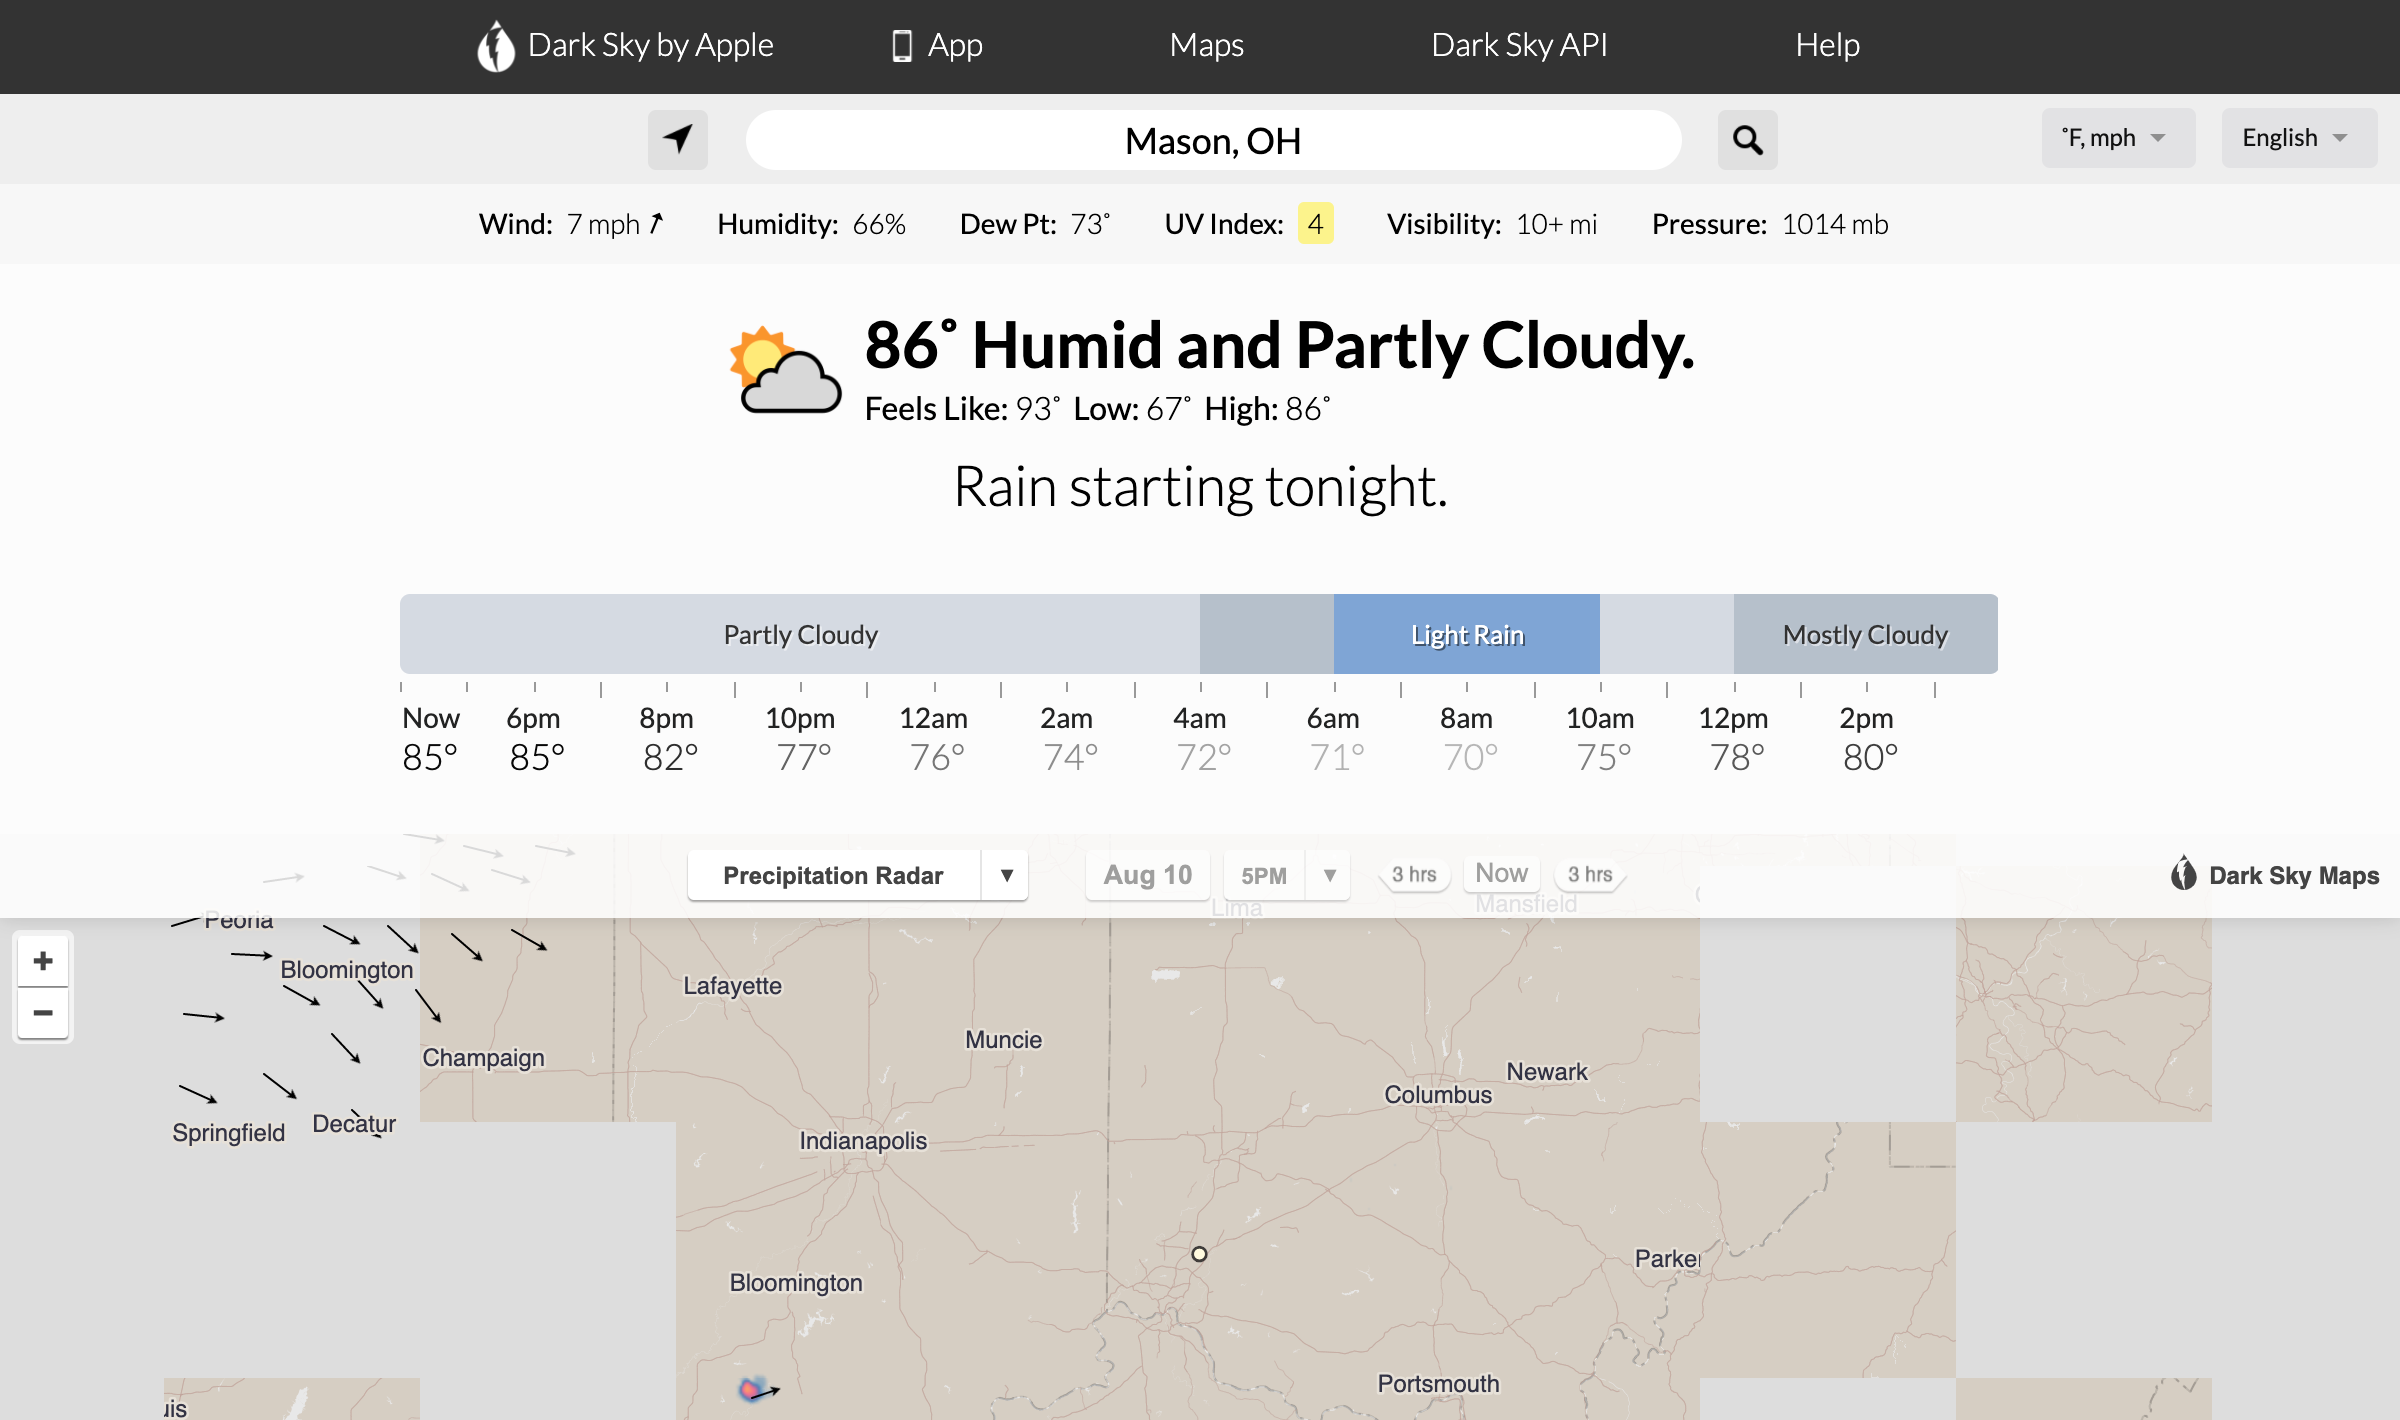 Dark Sky by Apple App Maps Dark Sky API Help
Mason, OH
˚F, mph
English
Wind: 7 mph Humidity: 66% Dew Pt: 73˚ UV Index: 4 Visibility: 10+ mi Pressure: 1014 mb
86˚ Humid and Partly Cloudy.
Feels Like: 93˚ Low: 67˚ High: 86˚
Rain starting tonight.
Partly Cloudy Light Rain Mostly Cloudy
Now 6pm 8pm 10pm 12am 2am 4am 6am 8am 10am 12pm 2pm
85° 85° 82° 77° 76° 74° 72° 71° 70° 75° 78° 80°
Precipitation Radar ▼ Aug 10 5PM ▼ 3 hrs Now 3 hrs Dark Sky Maps
Lima Mansfield
Peoria
+
Bloomington
Lafayette
−
Muncie
Champaign
Newark
Columbus
Springfield Decatur
Indianapolis
Parker
Bloomington
Portsmouth
uis